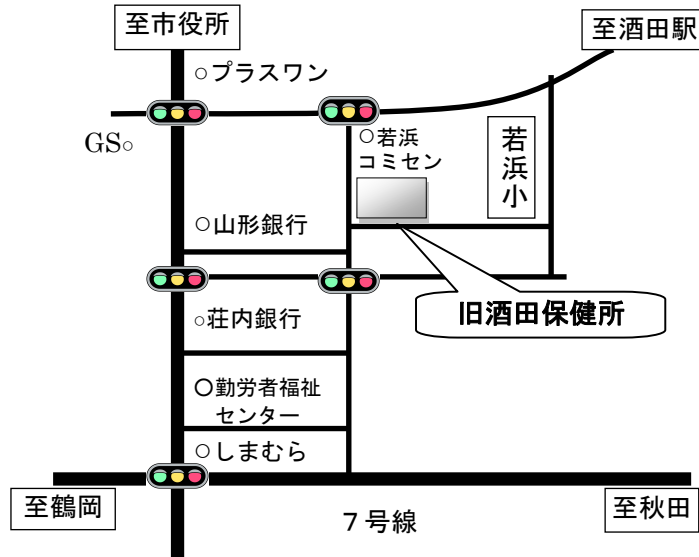 至市役所
至酒田駅
○プラスワン
GS○
○若浜
コミセン
若浜小
○山形銀行
旧酒田保健所
○荘内銀行
○勤労者福祉
センター
○しまむら
至鶴岡
７号線
至秋田